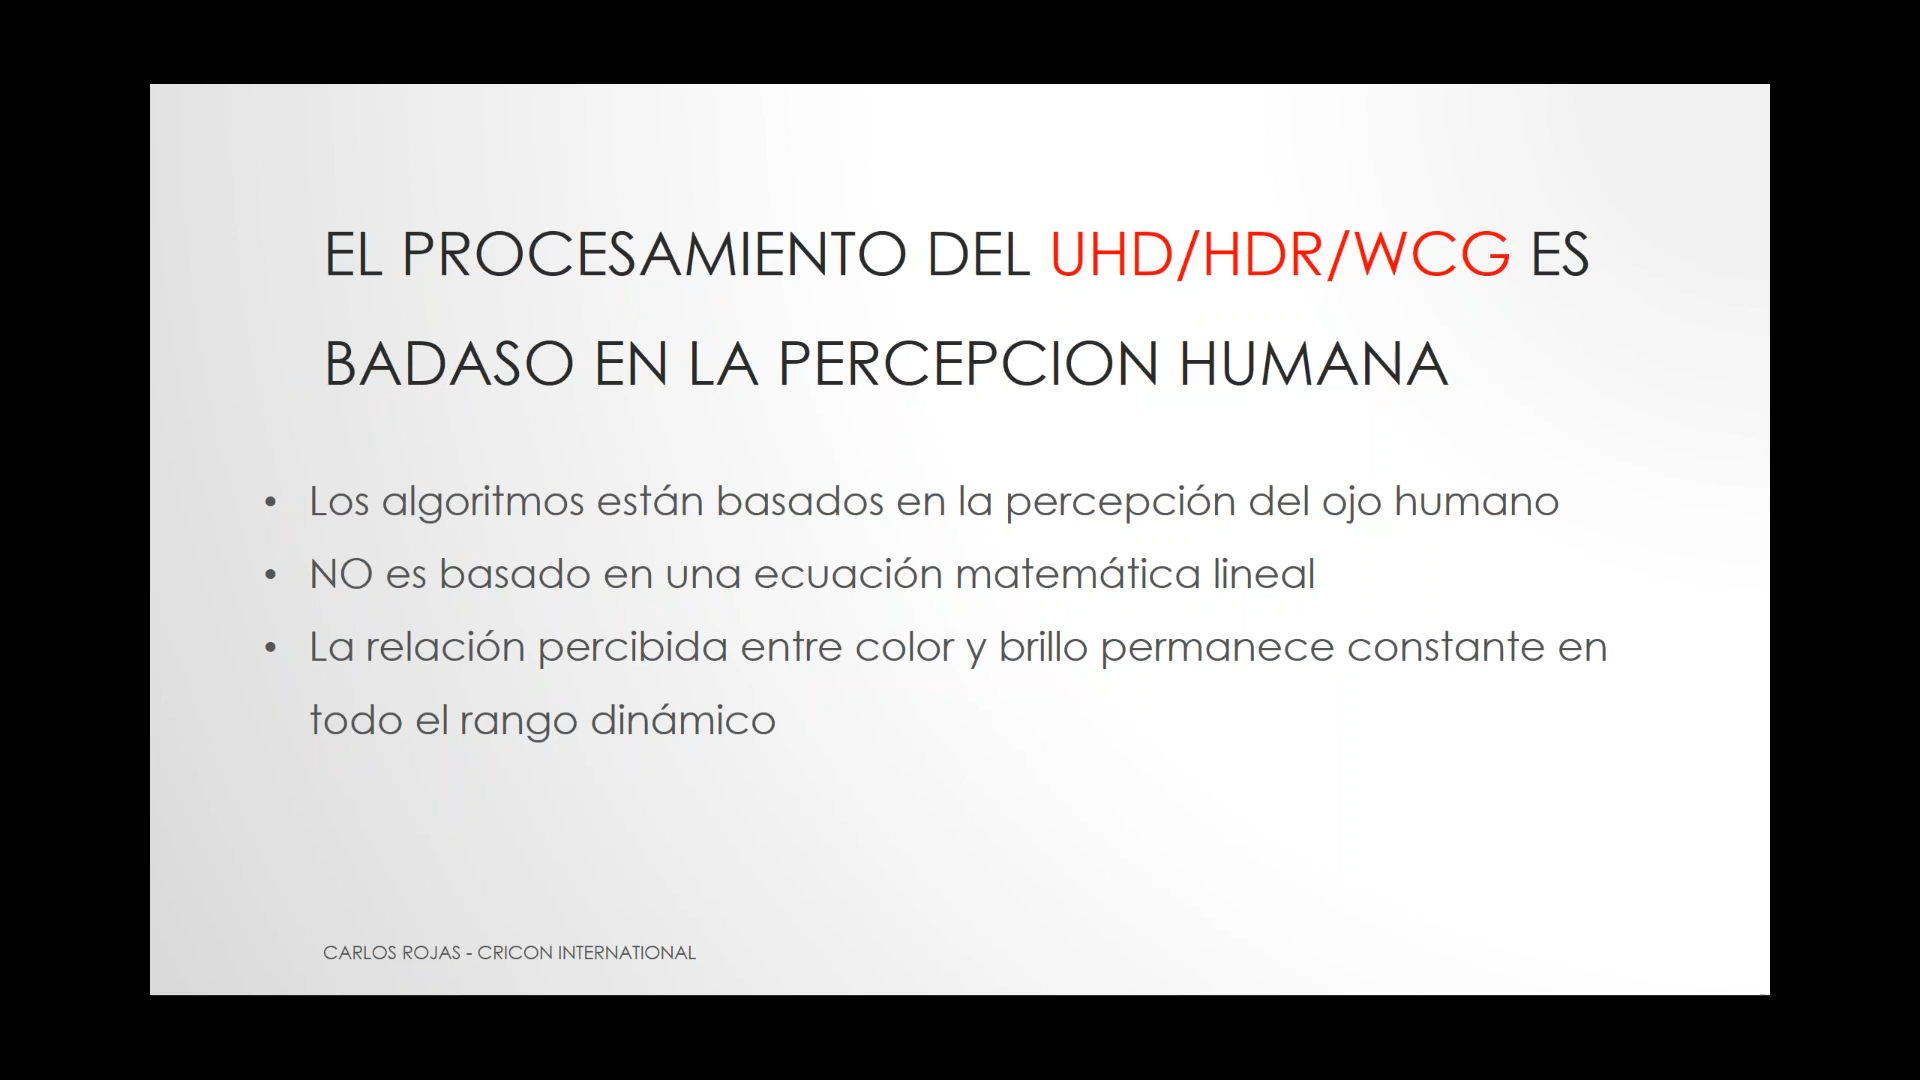 EL PROCESAMIENTO DEL UHD/HDR/WCG ES
BADASO EN LA PERCEPCION HUMANA
• Los algoritmos están basados en la percepción del ojo humano
• NO es basado en una ecuación matemática lineal
• La relación percibida entre color y brillo permanece constante en
todo el rango dinámico
CARLOS ROJAS - CRICON INTERNATIONAL